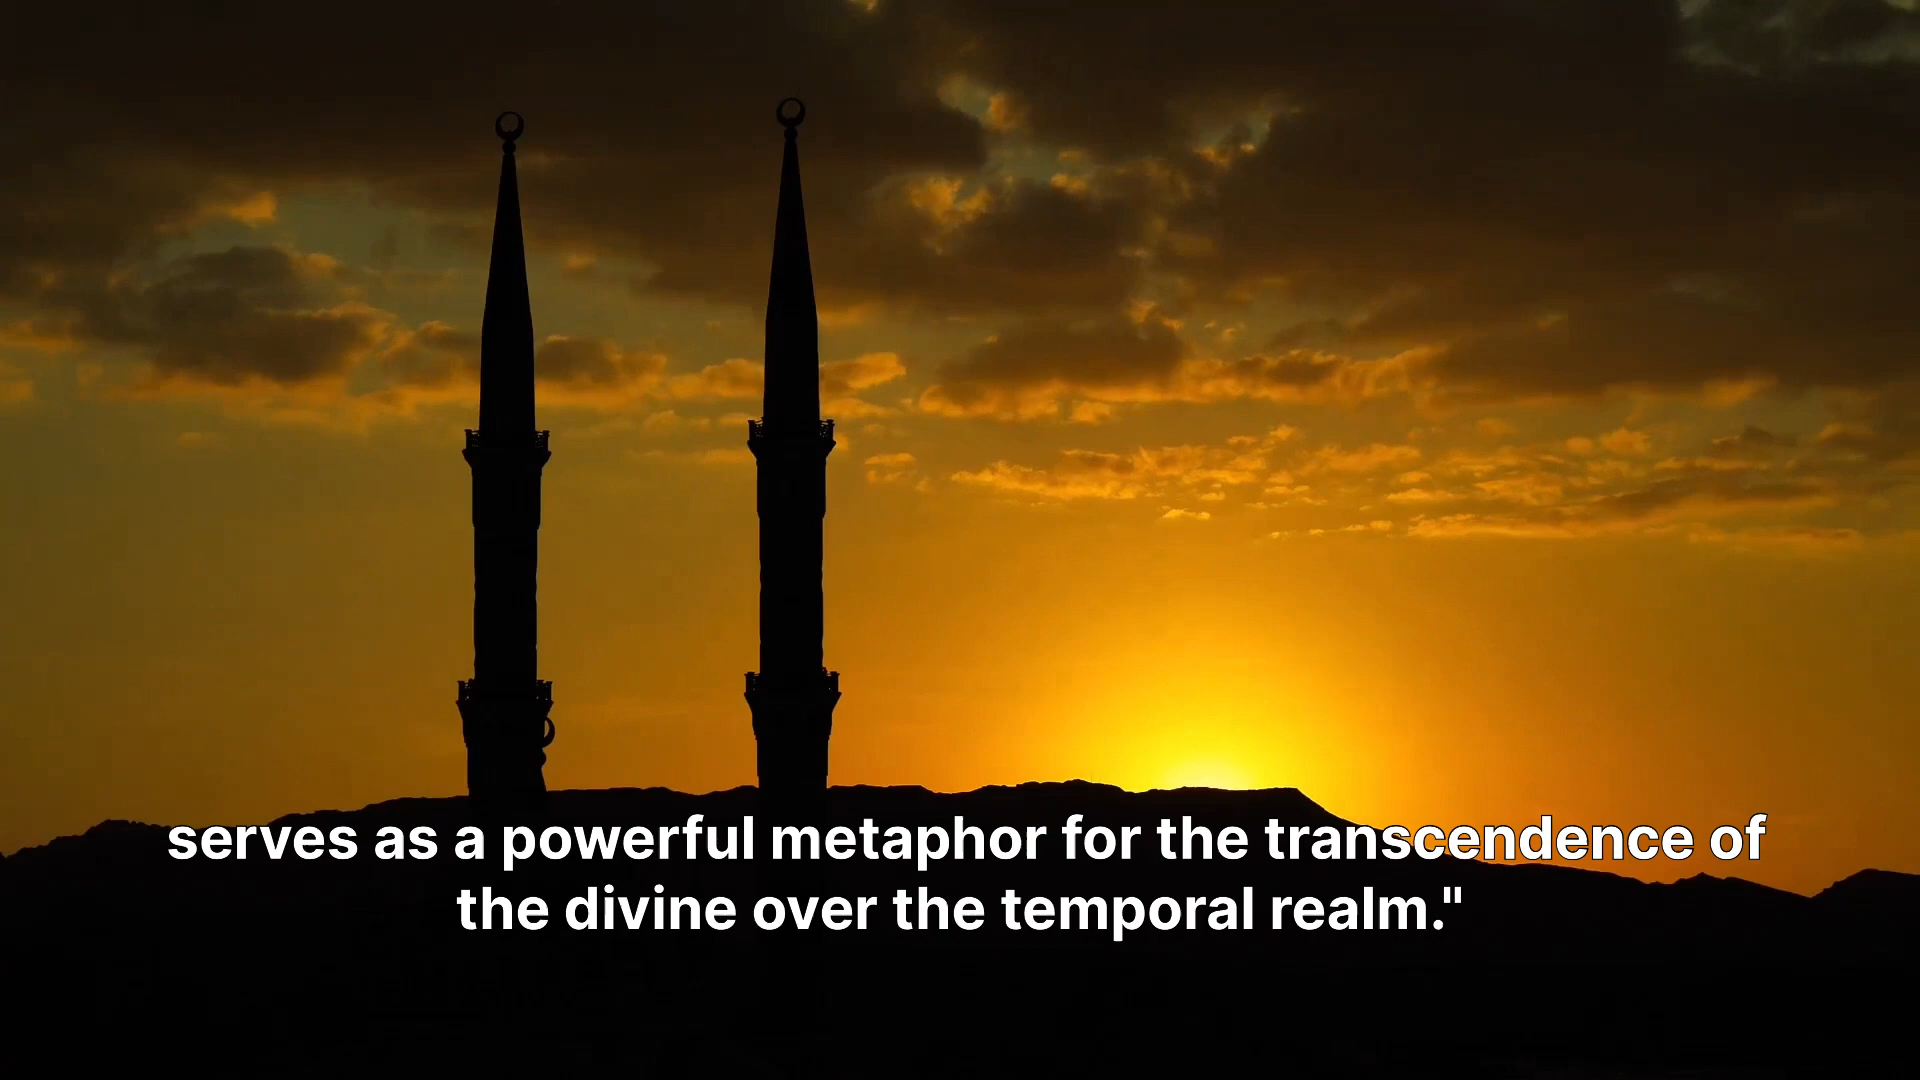 serves as a powerful metaphor for the transcendence of
the divine over the temporal realm."